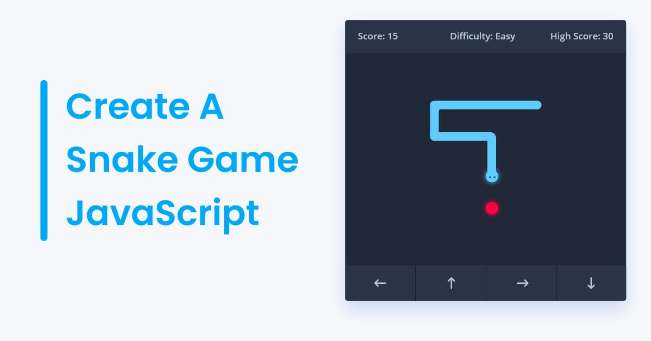 Create A
Snake Game
JavaScript
Score: 15 Difficulty: Easy High Score: 30
← ↑ → ↓